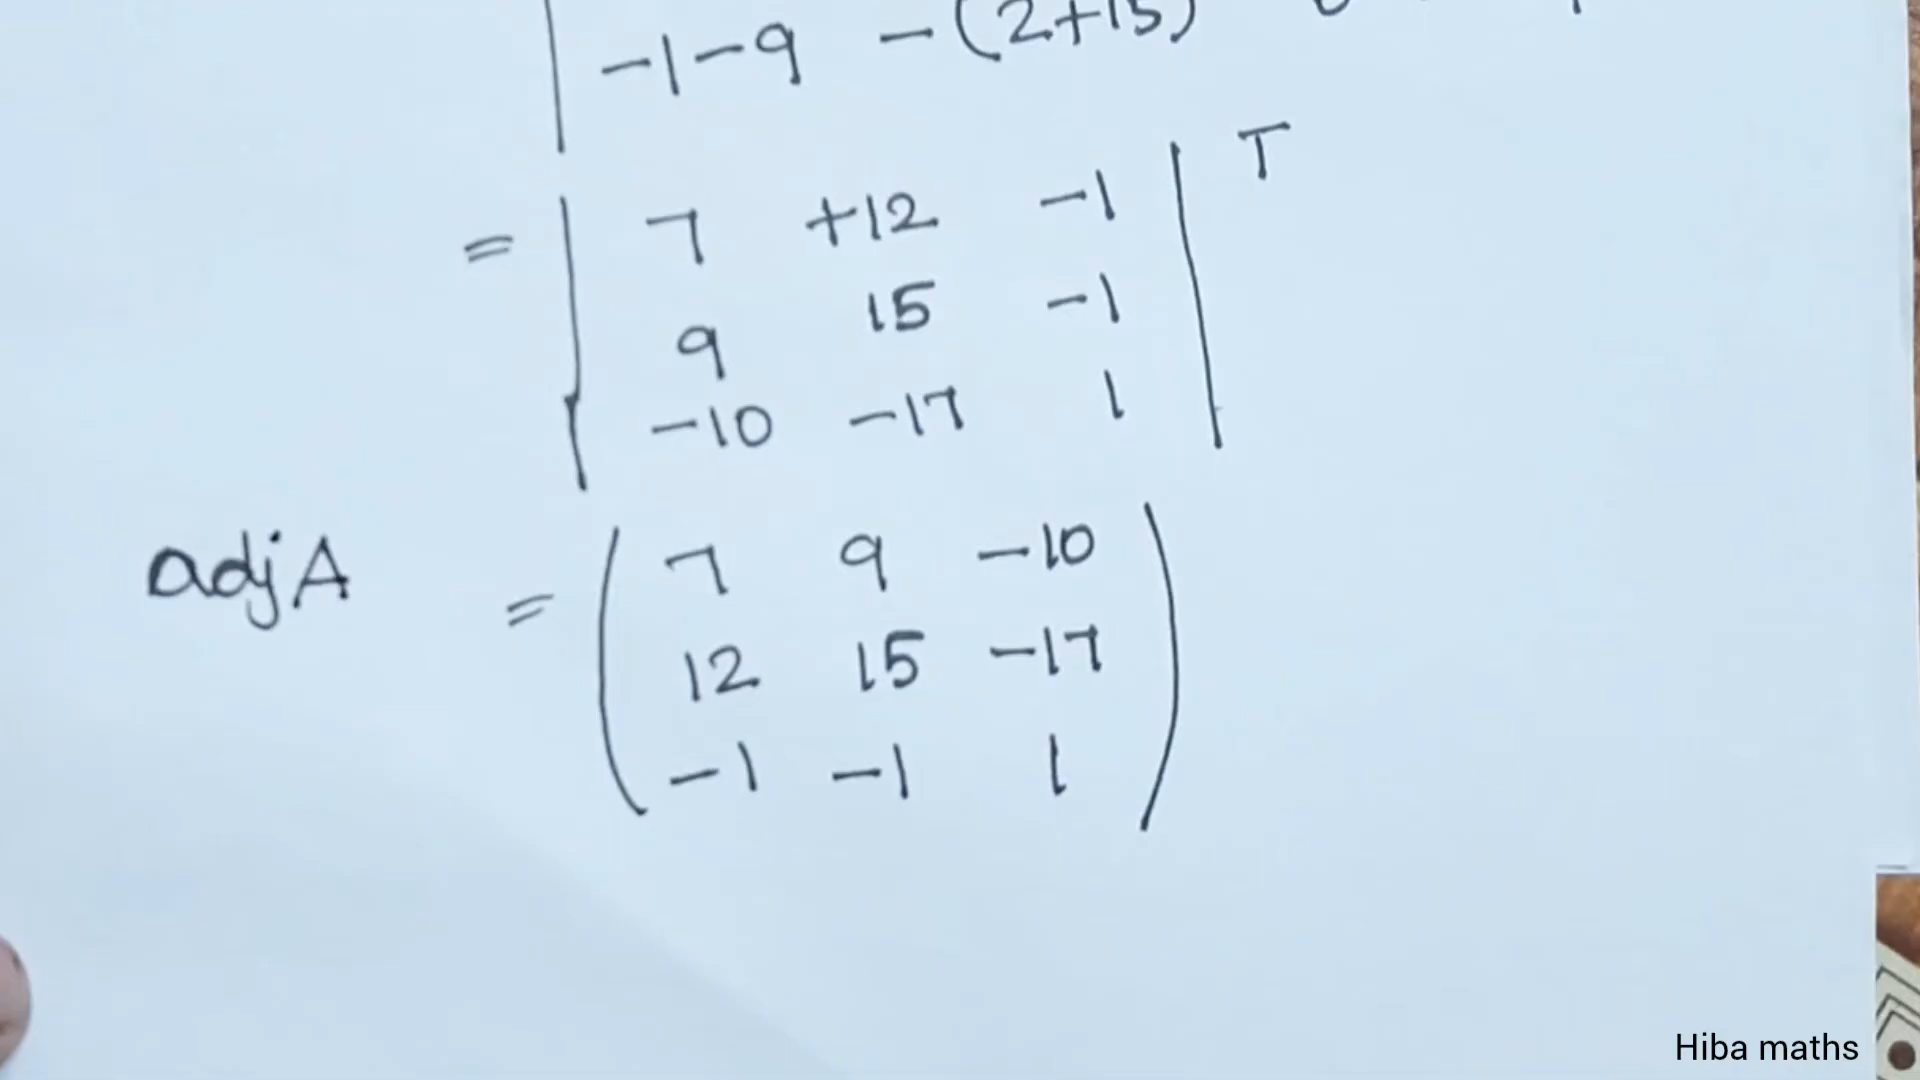 -1-9 -(2+15)
= | 7 +12 -1 | T
9 15 -1
-10 -17 1
adj A = ( 7 9 -10 )
12 15 -17
-1 -1 1
Hiba maths